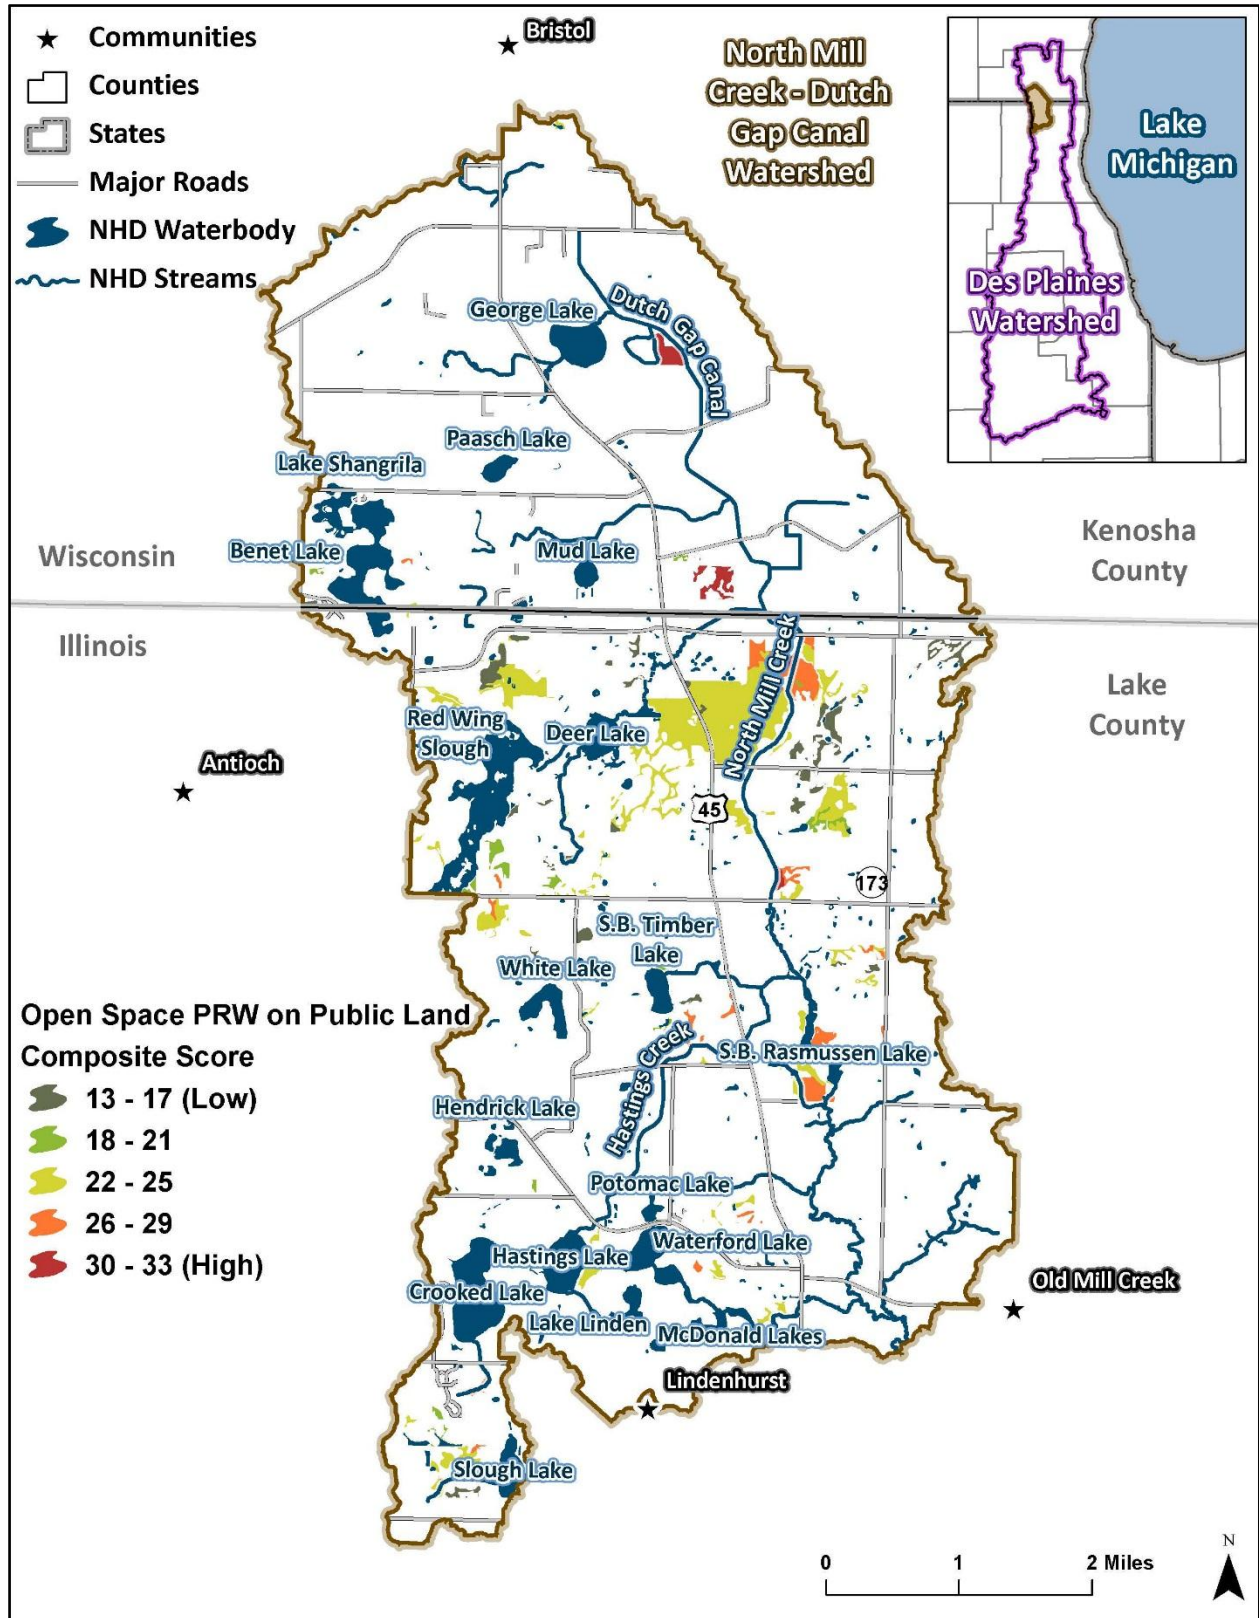 Communities
Counties
States
Major Roads
NHD Waterbody
NHD Streams
Bristol
North Mill
Creek - Dutch
Gap Canal
Watershed
Lake
Michigan
Des Plaines
Watershed
George Lake
Dutch Gap Canal
Paasch Lake
Lake Shangrila
Benet Lake
Mud Lake
Wisconsin
Kenosha
County
Illinois
Lake
County
North Mill Creek
Red Wing
Slough
Deer Lake
Antioch
45
173
S.B. Timber
Lake
White Lake
Hastings Creek
S.B. Rasmussen Lake
Open Space PRW on Public Land
Composite Score
13 - 17 (Low)
18 - 21
22 - 25
26 - 29
30 - 33 (High)
Hendrick Lake
Potomac Lake
Waterford Lake
Hastings Lake
Crooked Lake
Lake Linden
McDonald Lakes
Old Mill Creek
Lindenhurst
Slough Lake
N
0 1 2 Miles